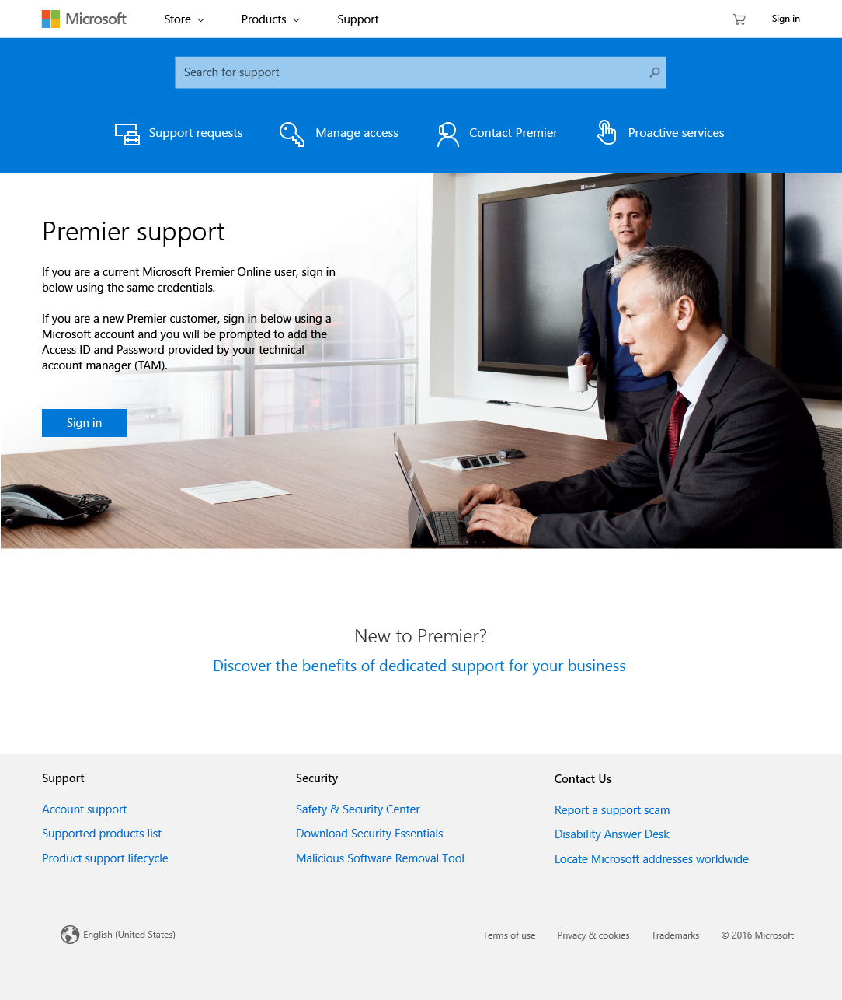 Microsoft
Store
Products
Support
Sign in
Search for support
Support requests
Manage access
Contact Premier
Proactive services
Microsoft
Premier support
If you are a current Microsoft Premier Online user, sign in
below using the same credentials.
If you are a new Premier customer, sign in below using a
Microsoft account and you will be prompted to add the
Access ID and Password provided by your technical
account manager (TAM).
Sign in
New to Premier?
Discover the benefits of dedicated support for your business
Support
Account support
Supported products list
Product support lifecycle
Security
Safety & Security Center
Download Security Essentials
Malicious Software Removal Tool
Contact Us
Report a support scam
Disability Answer Desk
Locate Microsoft addresses worldwide
English (United States)
Terms of use
Privacy & cookies
Trademarks
© 2016 Microsoft